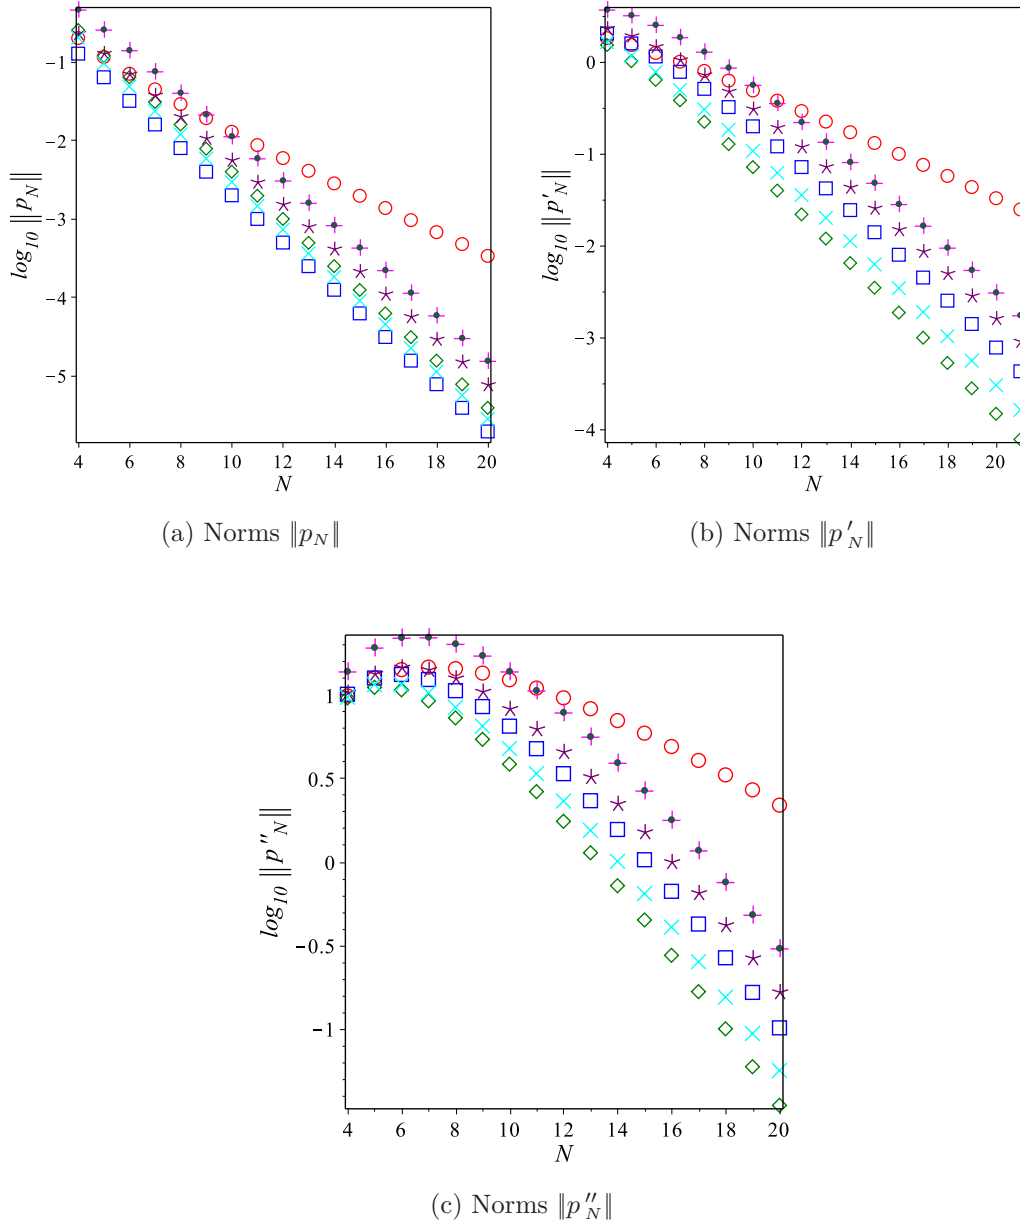 −1
−2
−3
−4
−5
log10 ‖pN‖
4 6 8 10 12 14 16 18 20
N
(a) Norms ‖pN‖
0
−1
−2
−3
−4
log10 ‖p′N‖
4 6 8 10 12 14 16 18 20
N
(b) Norms ‖p′N‖
1
0.5
0
−0.5
−1
log10 ‖p″N‖
4 6 8 10 12 14 16 18 20
N
(c) Norms ‖p″N‖